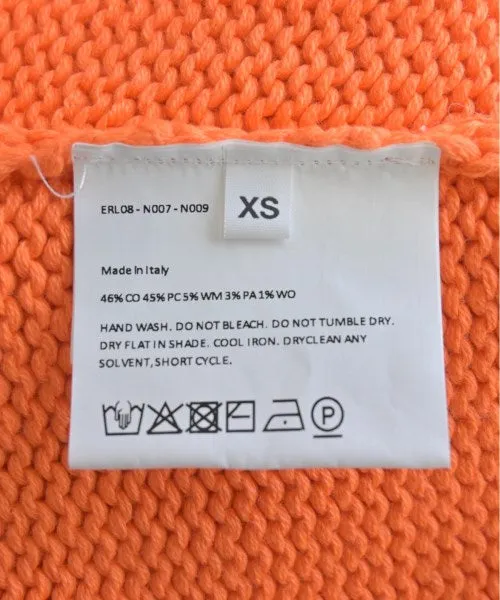 XS
ERL08 - N007 - N009
Made in Italy
46% CO 45% PC 5% WM 3% PA 1% WO
HAND WASH. DO NOT BLEACH. DO NOT TUMBLE DRY.
DRY FLAT IN SHADE. COOL IRON. DRYCLEAN ANY
SOLVENT, SHORT CYCLE.
P